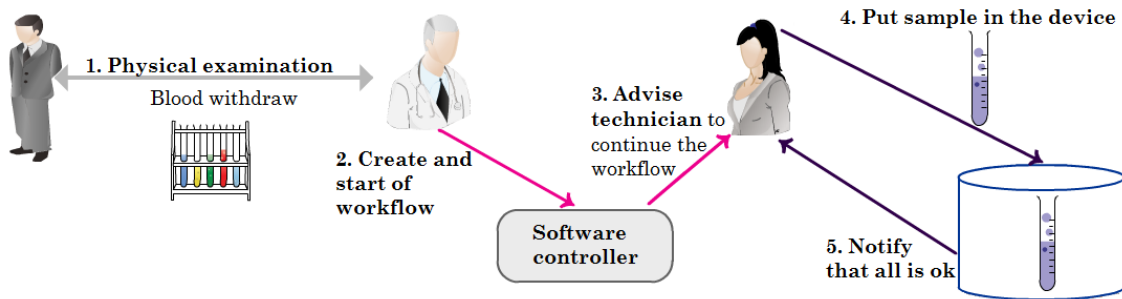 1. Physical examination
Blood withdraw
2. Create and
start of
workflow
Software
controller
3. Advise
technician to
continue the
workflow
4. Put sample in the device
5. Notify
that all is ok